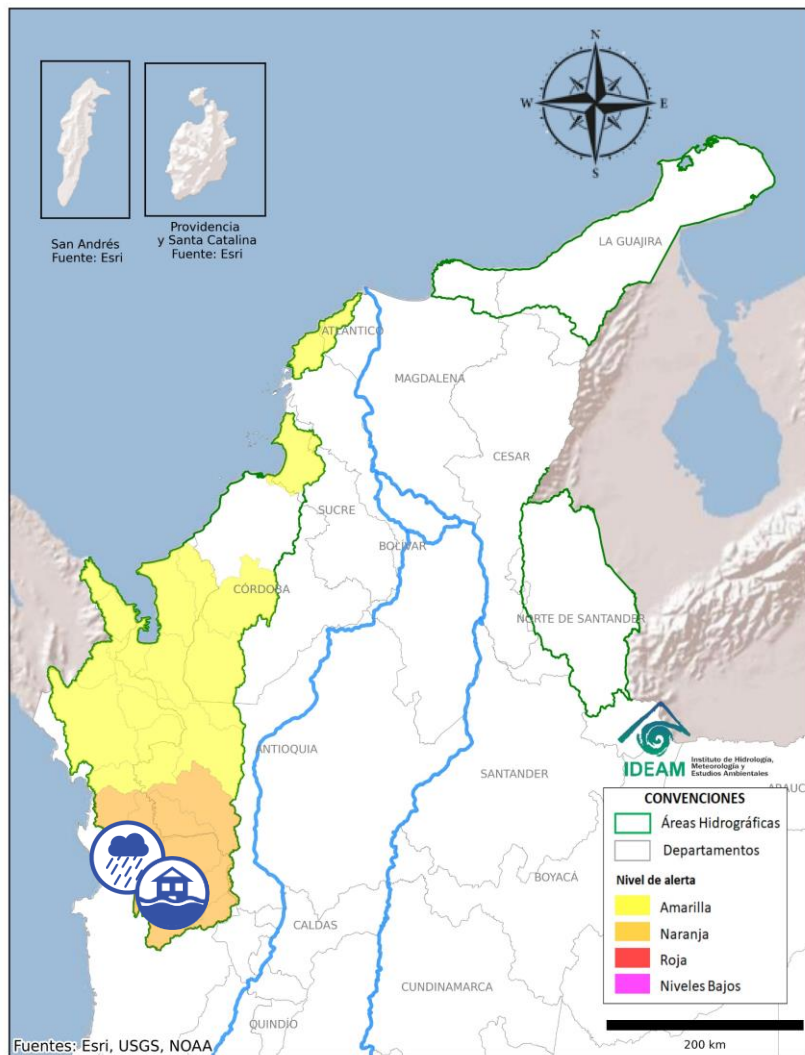 N
W
E
S
San Andrés
Fuente: Esri
Providencia
y Santa Catalina
Fuente: Esri
LA GUAJIRA
ATLÁNTICO
MAGDALENA
CESAR
SUCRE
BOLÍVAR
CÓRDOBA
NORTE DE SANTANDER
ANTIOQUIA
SANTANDER
IDEAM
Instituto de Hidrología,
Meteorología y
Estudios Ambientales
ARAUC
CONVENCIONES
Áreas Hidrográficas
Departamentos
Nivel de alerta
Amarilla
Naranja
Roja
Niveles Bajos
BOYACÁ
CALDAS
CUNDINAMARCA
QUINDÍO
Fuentes: Esri, USGS, NOAA
200 km